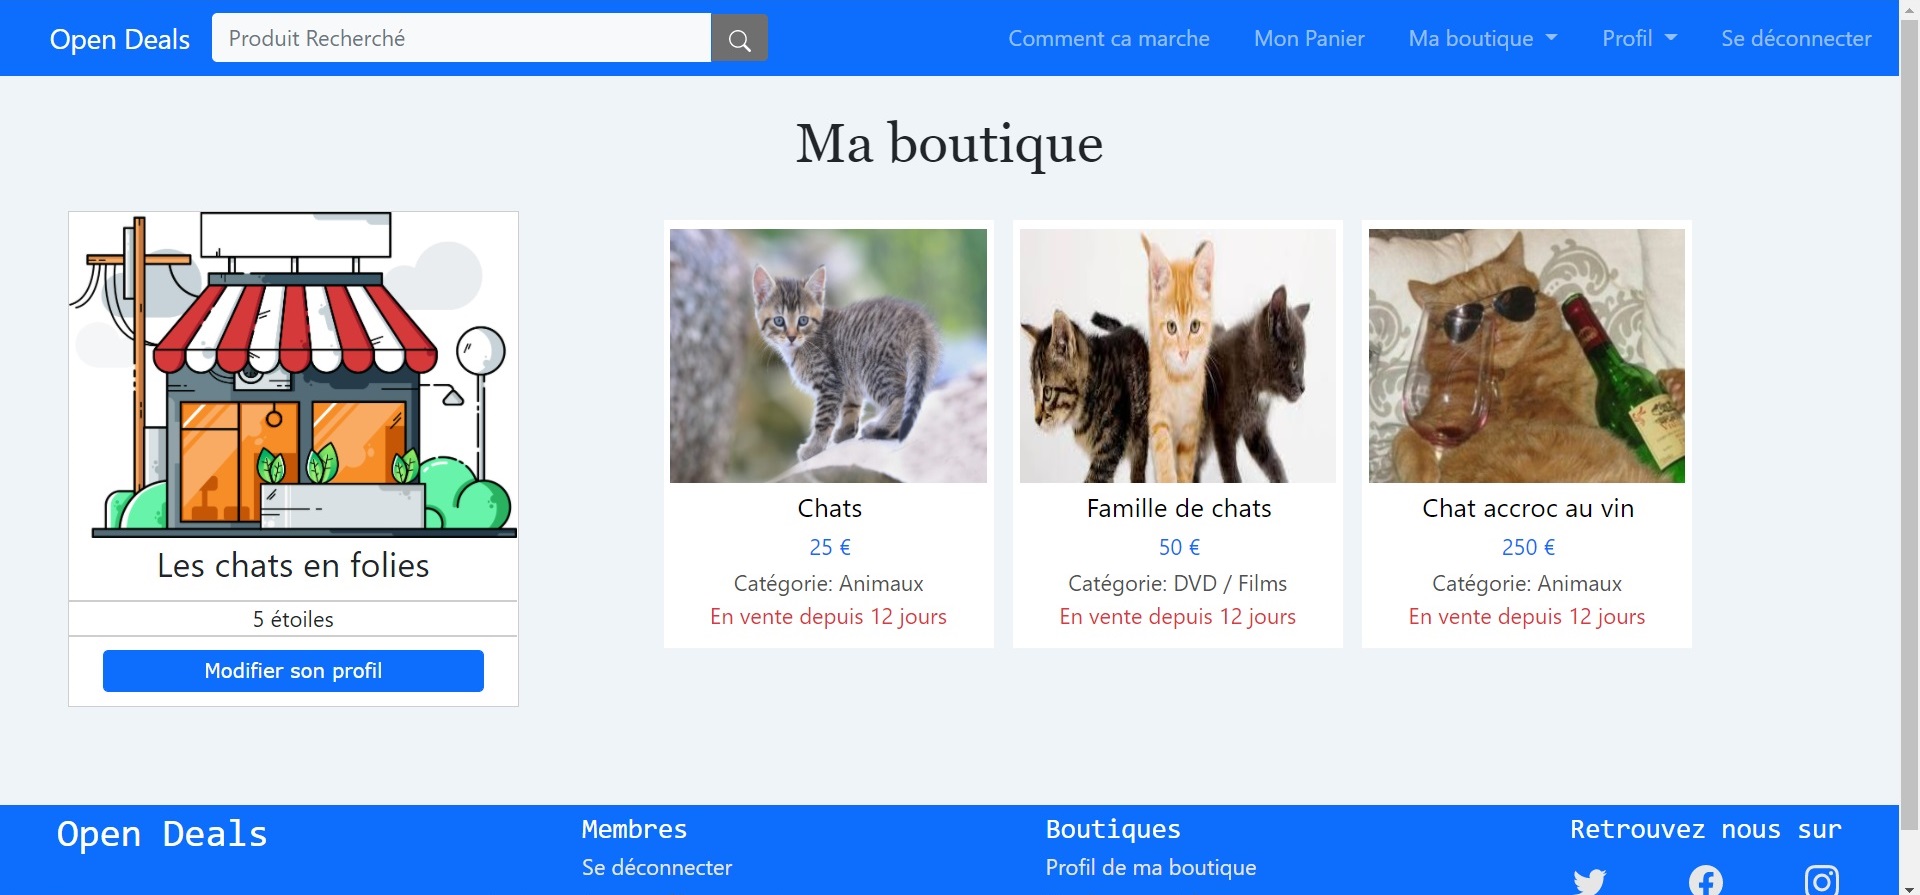 Open Deals
Produit Recherché
Comment ca marche
Mon Panier
Ma boutique
Profil
Se déconnecter
Ma boutique
Les chats en folies
5 étoiles
Modifier son profil
Chats
25 €
Catégorie: Animaux
En vente depuis 12 jours
Famille de chats
50 €
Catégorie: DVD / Films
En vente depuis 12 jours
Chat accroc au vin
250 €
Catégorie: Animaux
En vente depuis 12 jours
Open Deals
Membres
Se déconnecter
Boutiques
Profil de ma boutique
Retrouvez nous sur